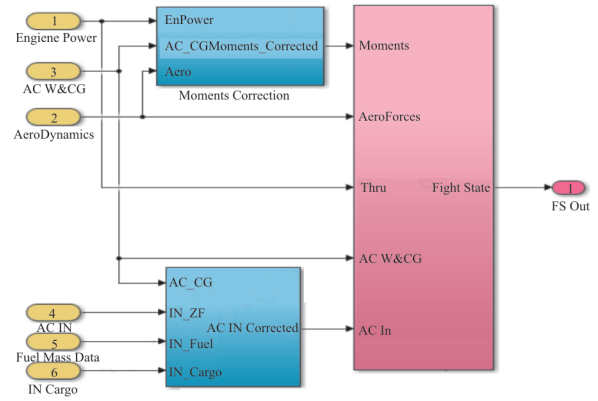 1
Engiene Power
3
AC W&CG
2
AeroDynamics
EnPower
AC_CGMoments_Corrected
Aero
Moments Correction
Moments
AeroForces
Thru
Fight State
AC W&CG
AC In
1
FS Out
AC_CG
IN_ZF
AC IN Corrected
IN_Fuel
IN_Cargo
4
AC IN
5
Fuel Mass Data
6
IN Cargo